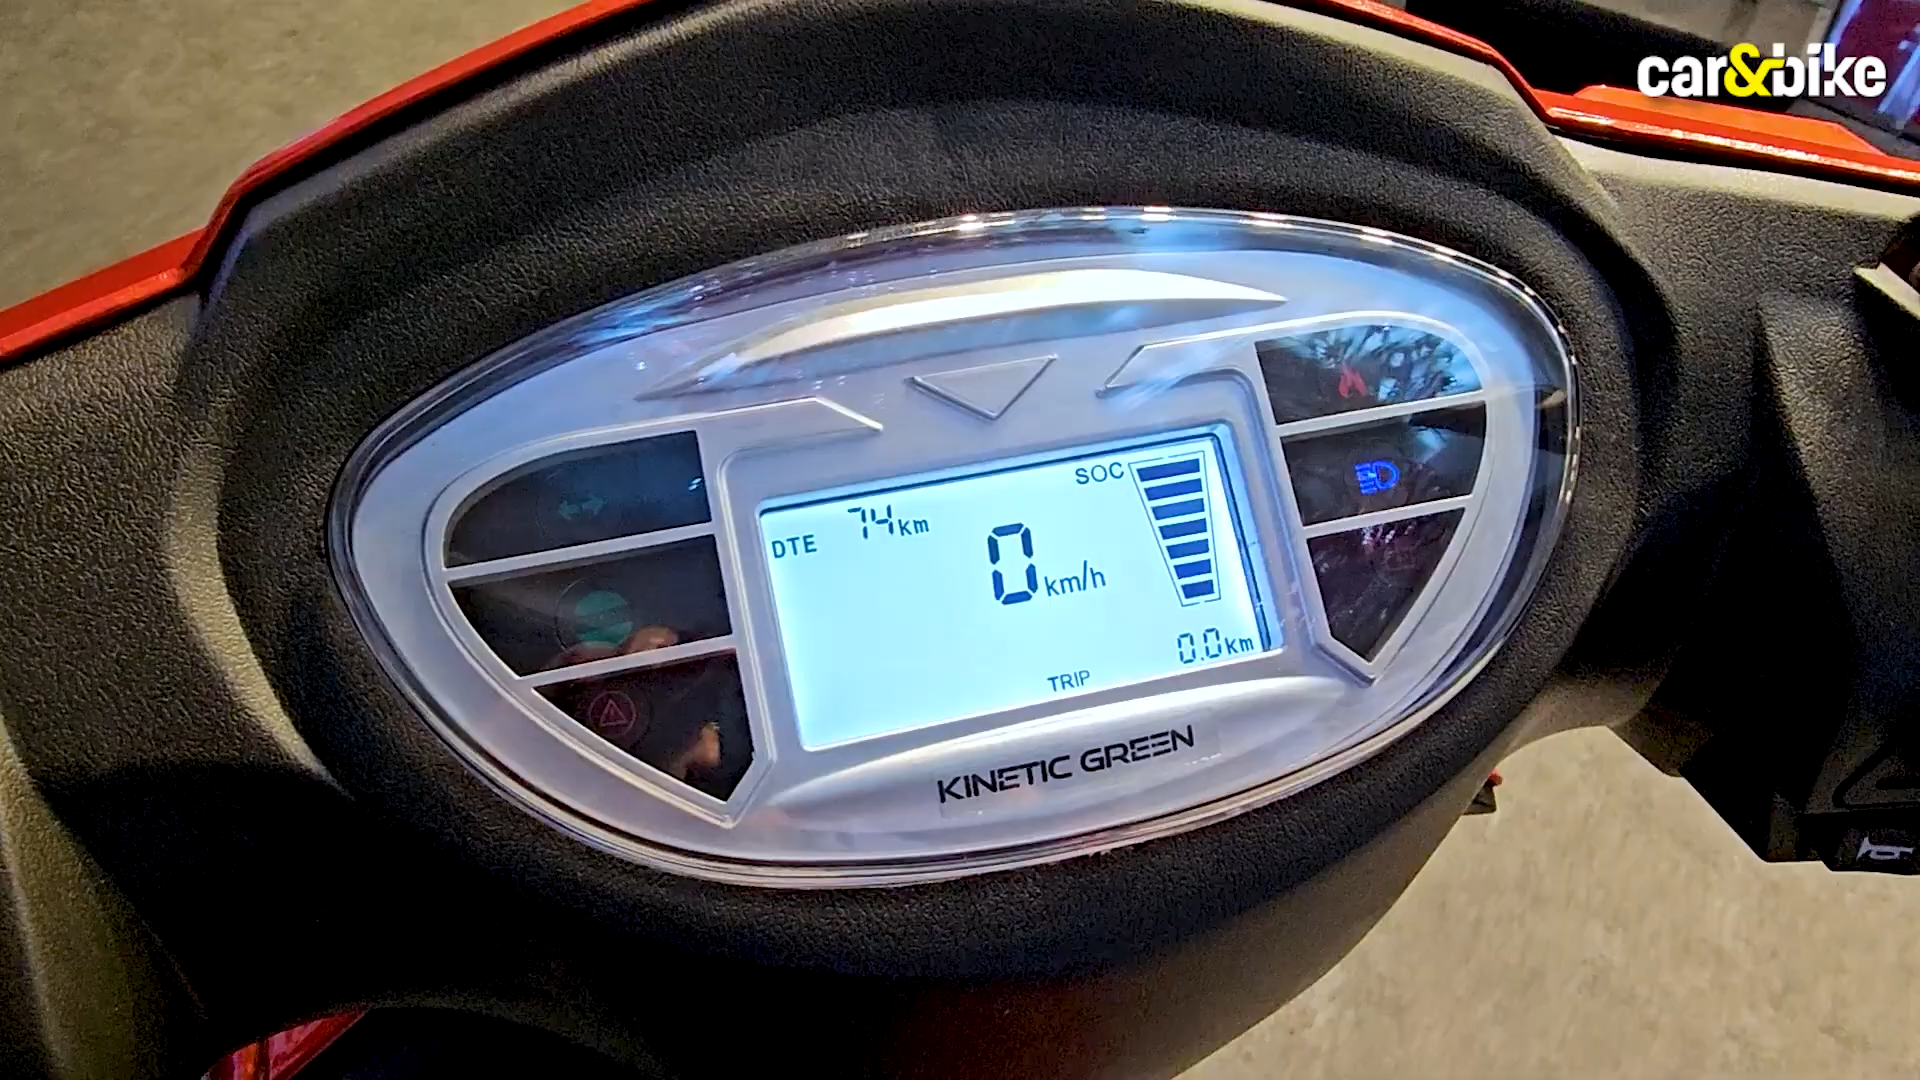 car&bike
SOC
74km
DTE
0 km/h
0.0km
TRIP
KINETIC GREEN